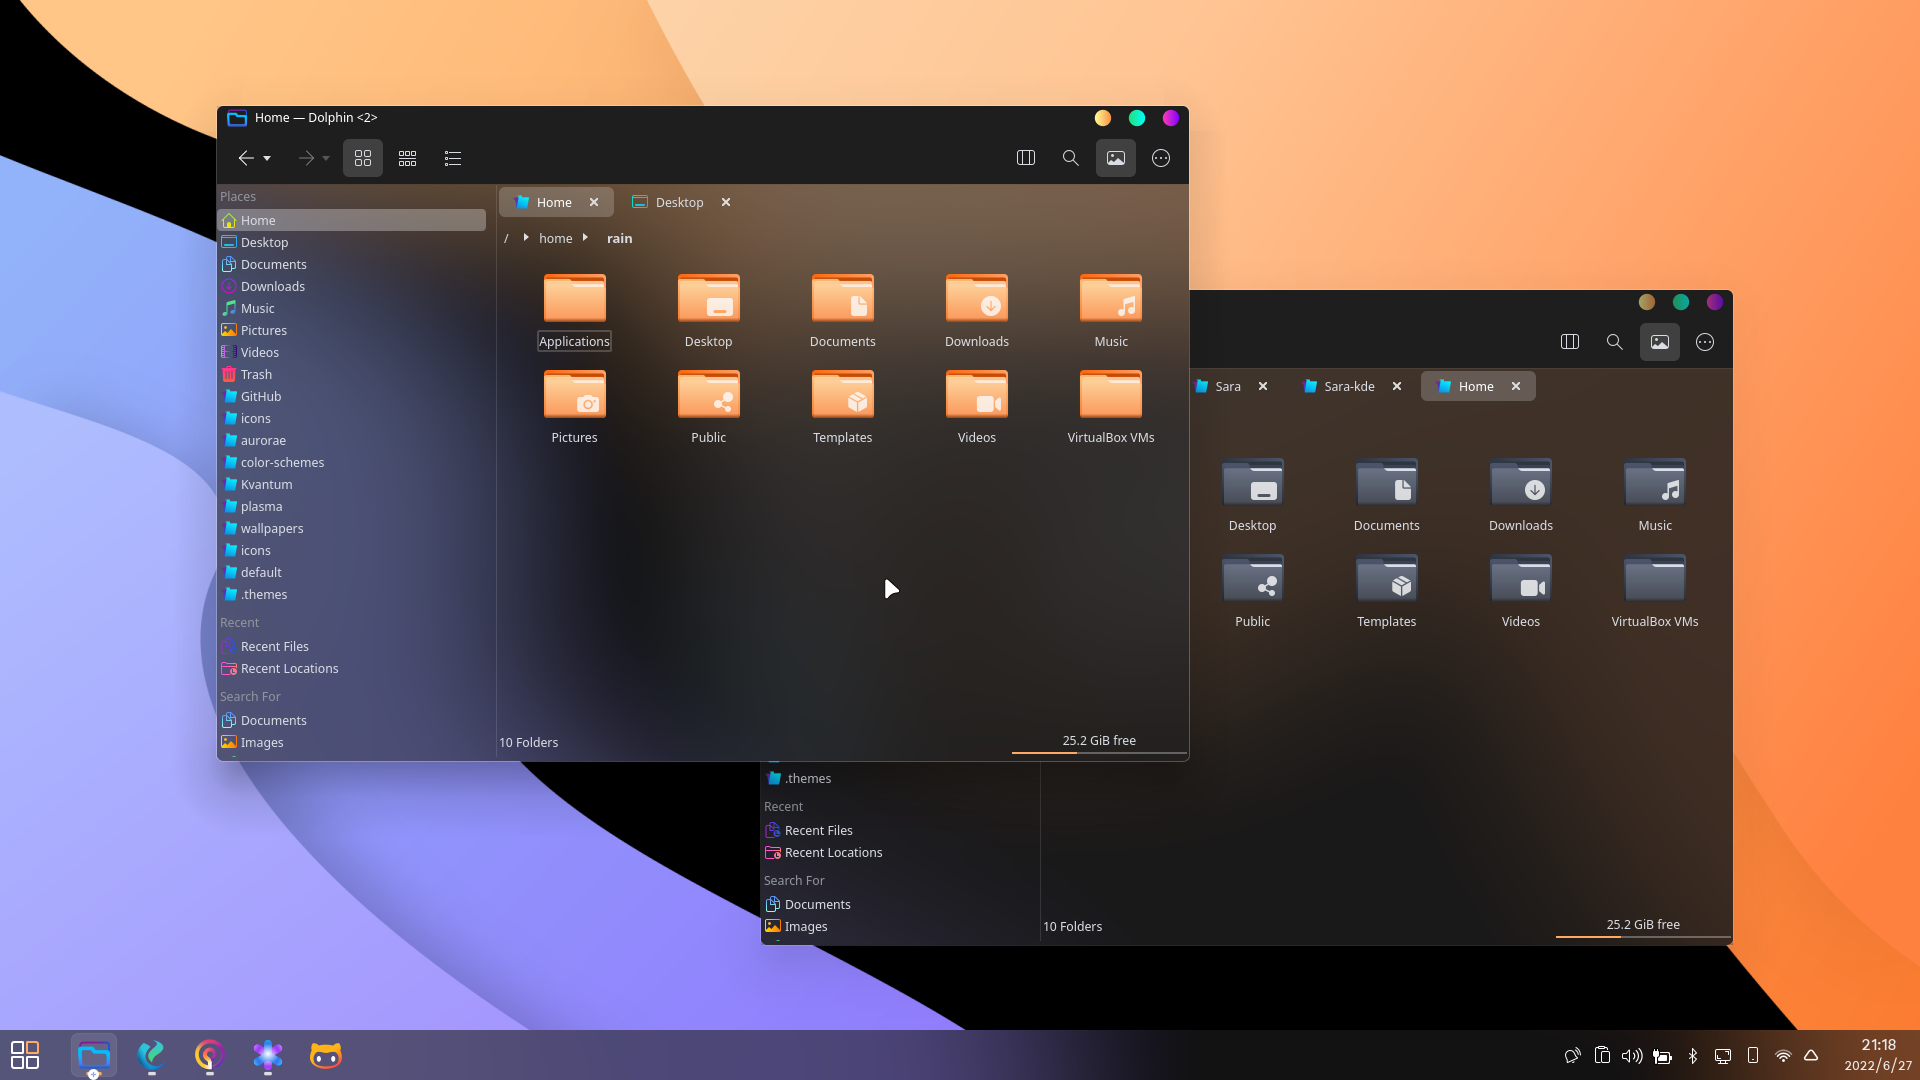 Home — Dolphin <2>
Places
Home
Desktop
Documents
Downloads
Music
Pictures
Videos
Trash
GitHub
icons
aurorae
color-schemes
Kvantum
plasma
wallpapers
icons
default
.themes
Recent
Recent Files
Recent Locations
Search For
Documents
Images
Home
Desktop
/ home rain
Applications
Desktop
Documents
Downloads
Music
Pictures
Public
Templates
Videos
VirtualBox VMs
10 Folders
25.2 GiB free
Sara
Sara-kde
Home
Desktop
Documents
Downloads
Music
Public
Templates
Videos
VirtualBox VMs
.themes
Recent
Recent Files
Recent Locations
Search For
Documents
Images
10 Folders
25.2 GiB free
21:18
2022/6/27